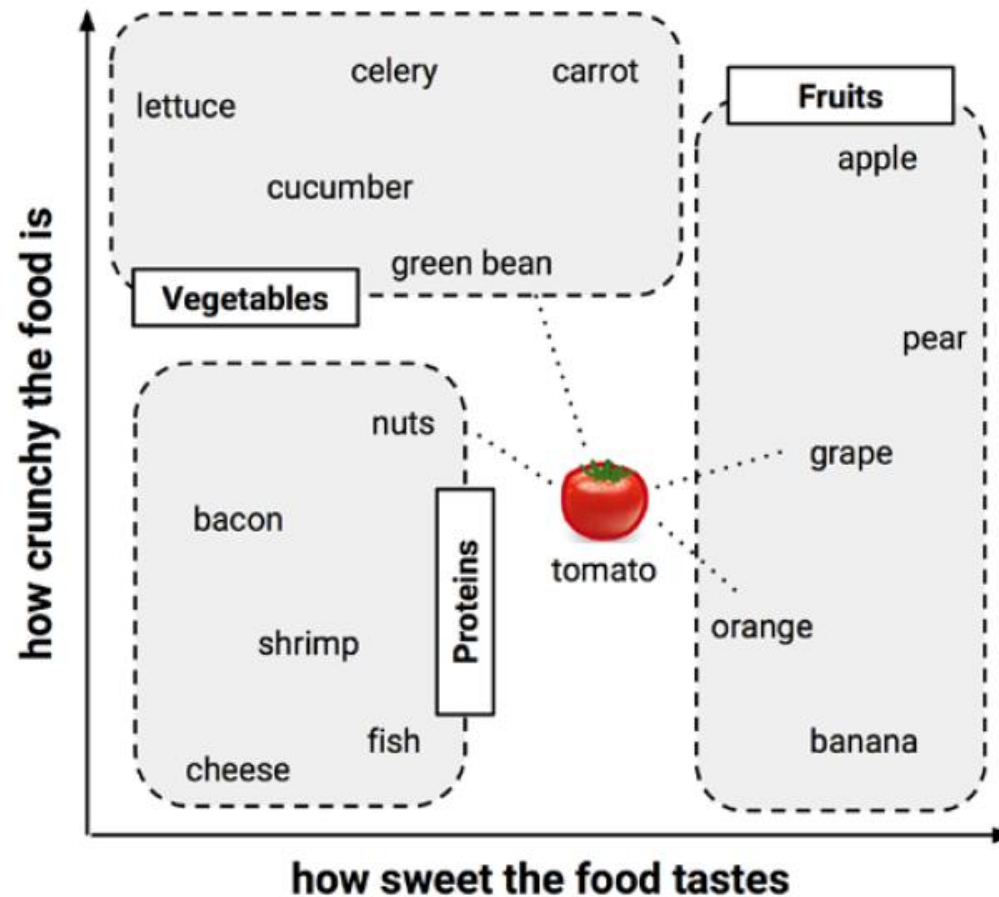 celery
carrot
lettuce
Fruits
apple
cucumber
green bean
Vegetables
pear
nuts
grape
bacon
tomato
Proteins
orange
shrimp
fish
banana
cheese
how crunchy the food is
how sweet the food tastes